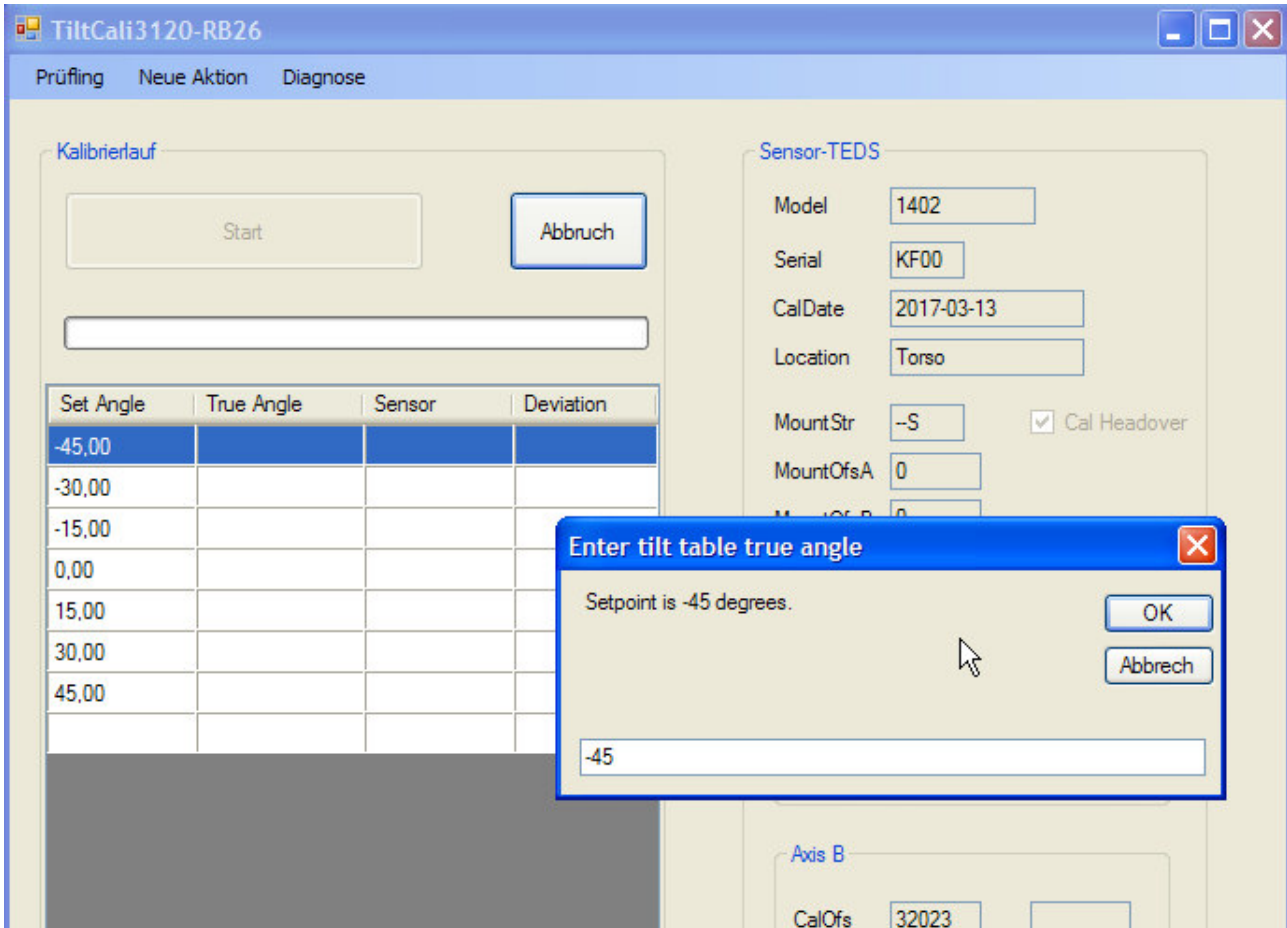 TiltCali3120-RB26
Prüfling Neue Aktion Diagnose
Kalibrierlauf
Start
Abbruch
Set Angle True Angle Sensor Deviation
-45,00
-30,00
-15,00
0,00
15,00
30,00
45,00
Sensor-TEDS
Model 1402
Serial KF00
CalDate 2017-03-13
Location Torso
MountStr --S Cal Headover
MountOfsA 0
Enter tilt table true angle
Setpoint is -45 degrees.
OK
Abbrech
-45
Axis B
CalOfs 32023